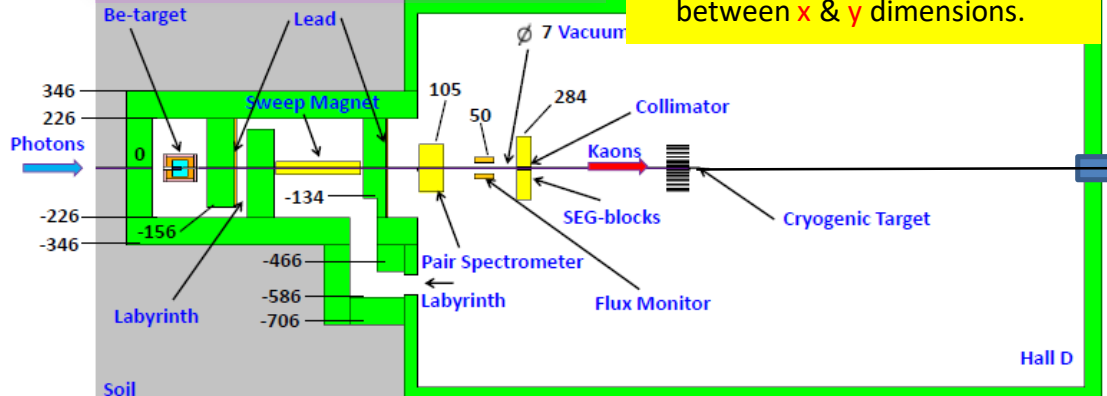 between x & y dimensions.
Be-target
Lead
Ø 7 Vacuum
346
226
Photons
0
Sweep Magnet
105
50
284
Collimator
Kaons
-134
-156
-226
-346
SEG-blocks
Cryogenic Target
-466
Pair Spectrometer
-586
Labyrinth
Labyrinth
-706
Flux Monitor
Hall D
Soil